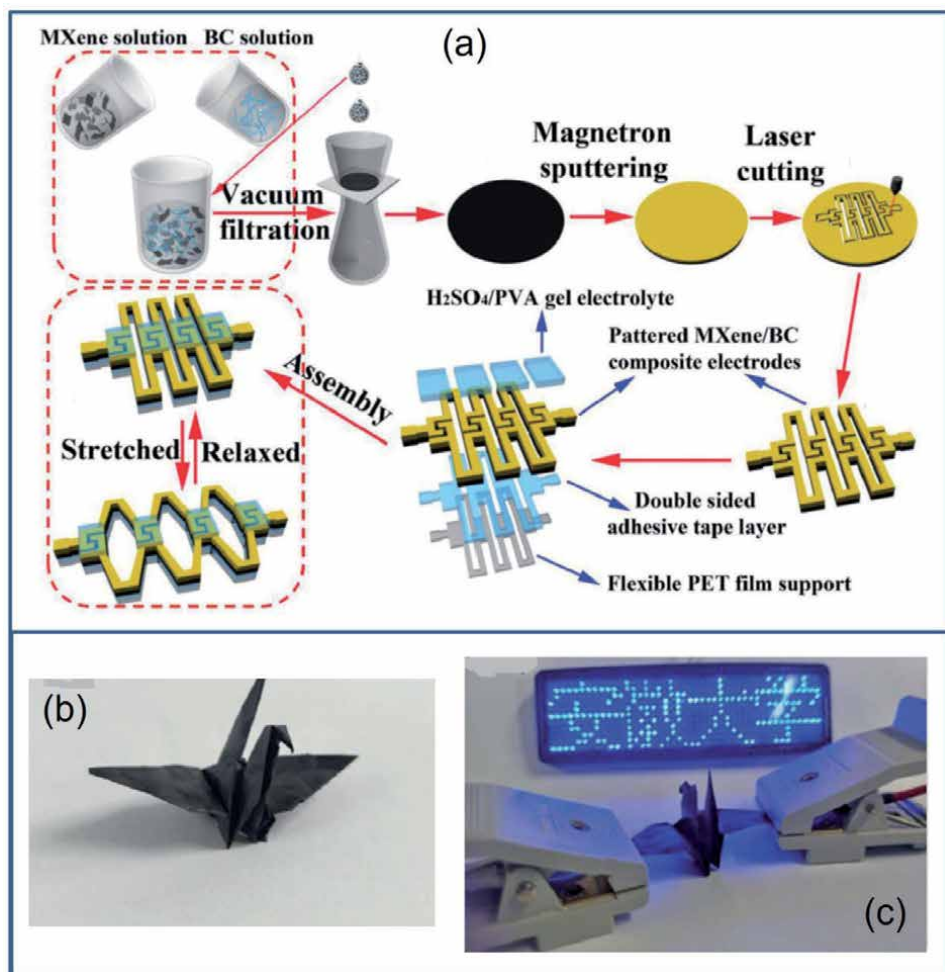 (a)
MXene solution BC solution
Magnetron
sputtering
Laser
cutting
Vacuum
filtration
H₂SO₄/PVA gel electrolyte
Pattered MXene/BC
composite electrodes
Assembly
Stretched Relaxed
Double sided
adhesive tape layer
Flexible PET film support
(b)
安徽大学
(c)